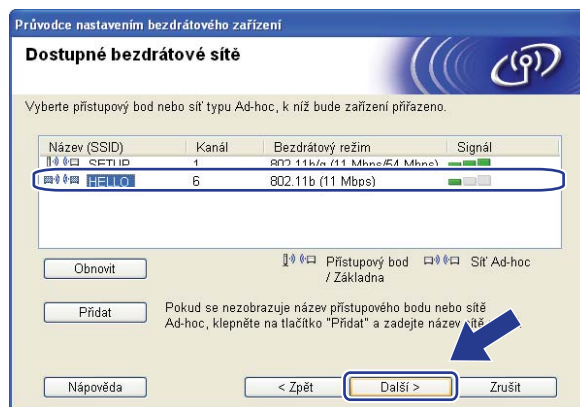 Průvodce nastavením bezdrátového zařízení
Dostupné bezdrátové sítě
Vyberte přístupový bod nebo síť typu Ad-hoc, k níž bude zařízení přiřazeno.
Název (SSID) Kanál Bezdrátový režim Signál
SETUP 1 802.11b/g (11 Mbps/54 Mbps)
HELLO 6 802.11b (11 Mbps)
Obnovit
Přístupový bod / Základna
Síť Ad-hoc
Přidat
Pokud se nezobrazuje název přístupového bodu nebo sítě
Ad-hoc, klepněte na tlačítko "Přidat" a zadejte název sítě
Nápověda < Zpět Další > Zrušit